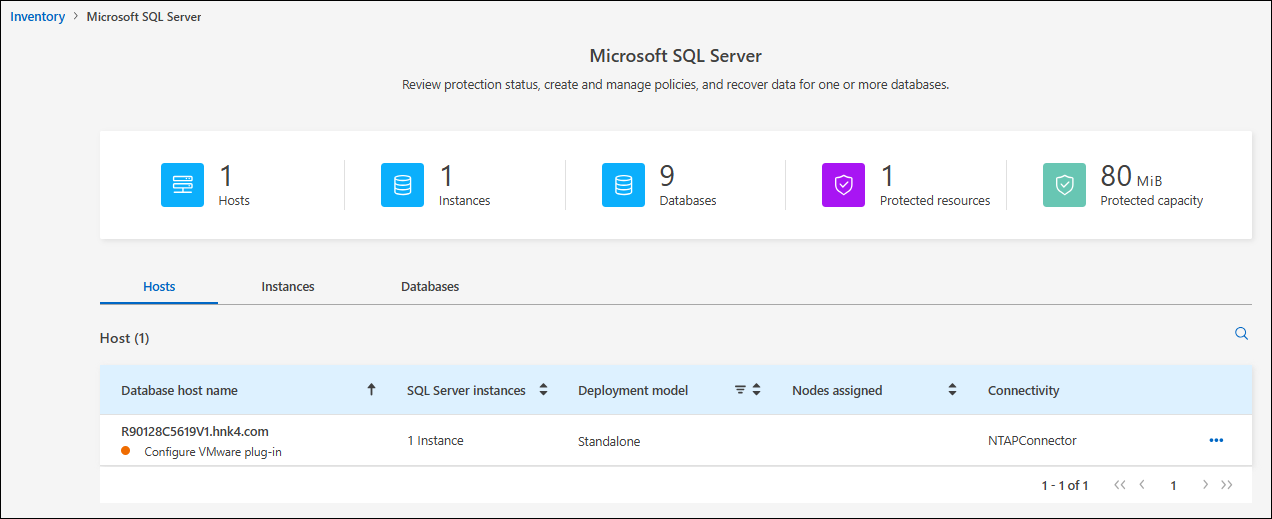 Inventory > Microsoft SQL Server
Microsoft SQL Server
Review protection status, create and manage policies, and recover data for one or more databases.
1
Hosts
1
Instances
9
Databases
1
Protected resources
80 MiB
Protected capacity
Hosts Instances Databases
Host (1)
Database host name SQL Server instances Deployment model Nodes assigned Connectivity
R90128C5619V1.hnk4.com
Configure VMware plug-in
1 Instance
Standalone
NTAPConnector
1 - 1 of 1 << < 1 > >>